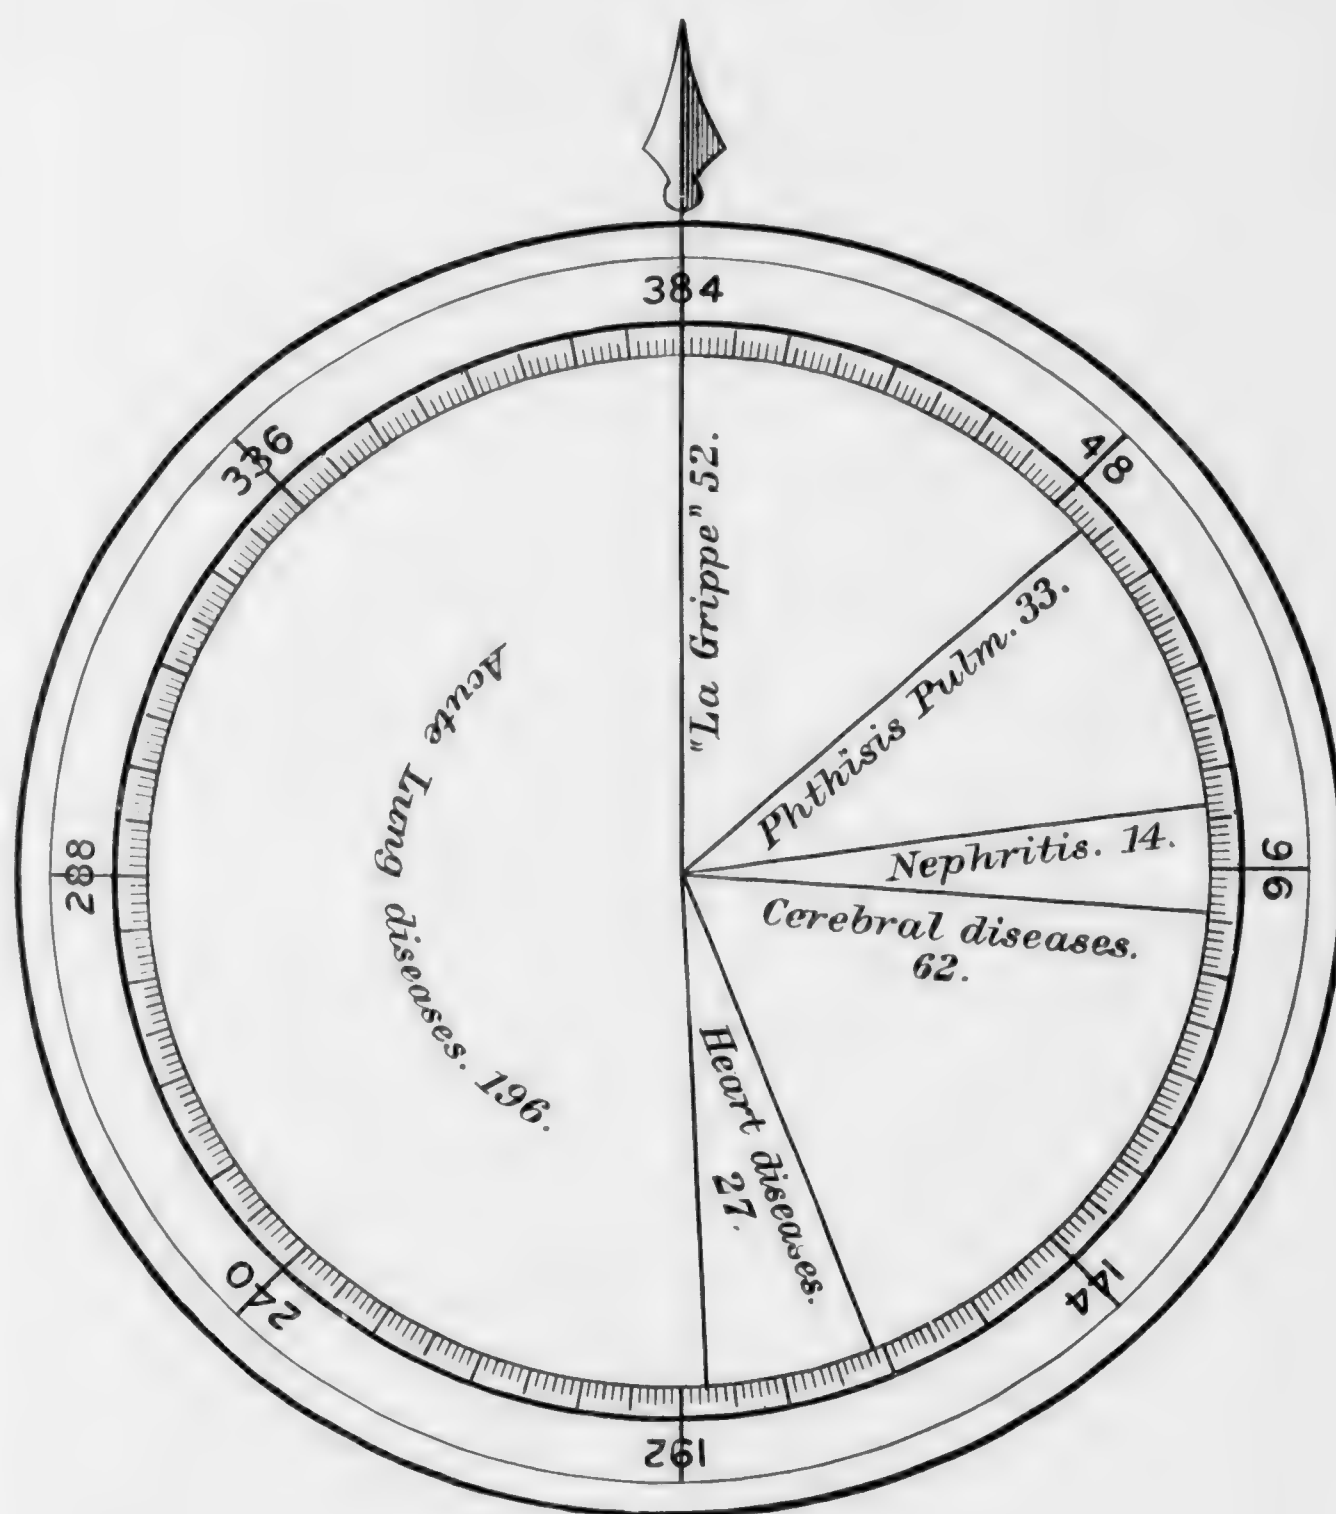 384
48
96
144
192
240
288
336
"La Grippe" 52.
Phthisis Pulm. 33.
Nephritis. 14.
Cerebral diseases.
62.
Heart diseases.
27.
Acute Lung diseases. 196.